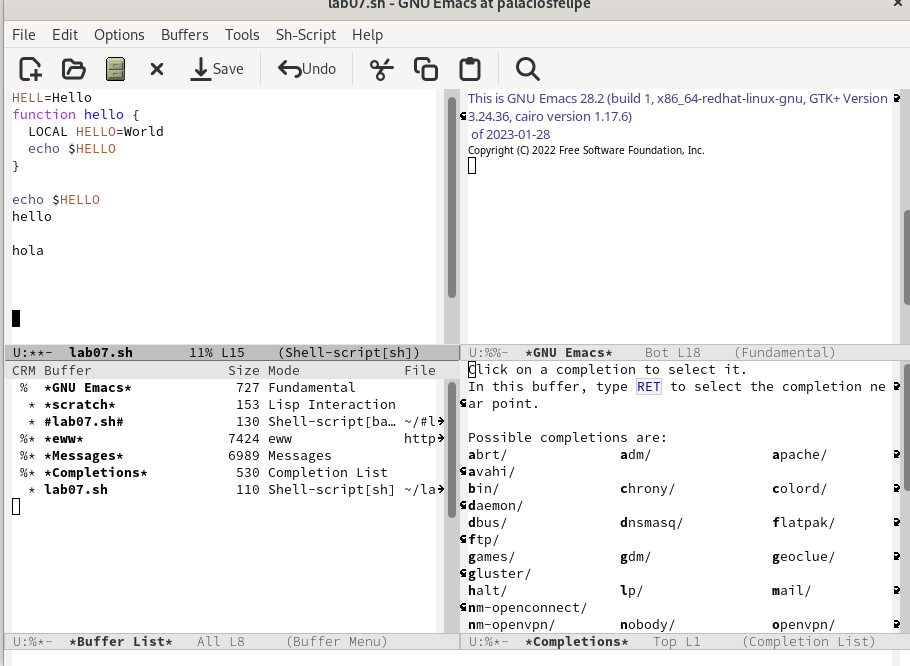 lab07.sh - GNU Emacs at palaciosfelipe
File Edit Options Buffers Tools Sh-Script Help
Save Undo
HELL=Hello
function hello {
LOCAL HELLO=World
echo $HELLO
}
echo $HELLO
hello
hola
U:**- lab07.sh 11% L15 (Shell-script[sh])
This is GNU Emacs 28.2 (build 1, x86_64-redhat-linux-gnu, GTK+ Version
3.24.36, cairo version 1.17.6)
of 2023-01-28
Copyright (C) 2022 Free Software Foundation, Inc.
U:%%- *GNU Emacs* Bot L18 (Fundamental)
CRM Buffer Size Mode File
% *GNU Emacs* 727 Fundamental
* *scratch* 153 Lisp Interaction
* #lab07.sh# 130 Shell-script[ba… ~/#l
%* *eww* 7424 eww http
%* *Messages* 6989 Messages
%* *Completions* 530 Completion List
* lab07.sh 110 Shell-script[sh] ~/la
U:%*- *Buffer List* All L8 (Buffer Menu)
Click on a completion to select it.
In this buffer, type RET to select the completion ne
ar point.
Possible completions are:
abrt/ adm/ apache/
avahi/
bin/ chrony/ colord/
daemon/
dbus/ dnsmasq/ flatpak/
ftp/
games/ gdm/ geoclue/
gluster/
halt/ lp/ mail/
nm-openconnect/
nm-openvpn/ nobody/ openvpn/
U:%*- *Completions* Top L1 (Completion List)